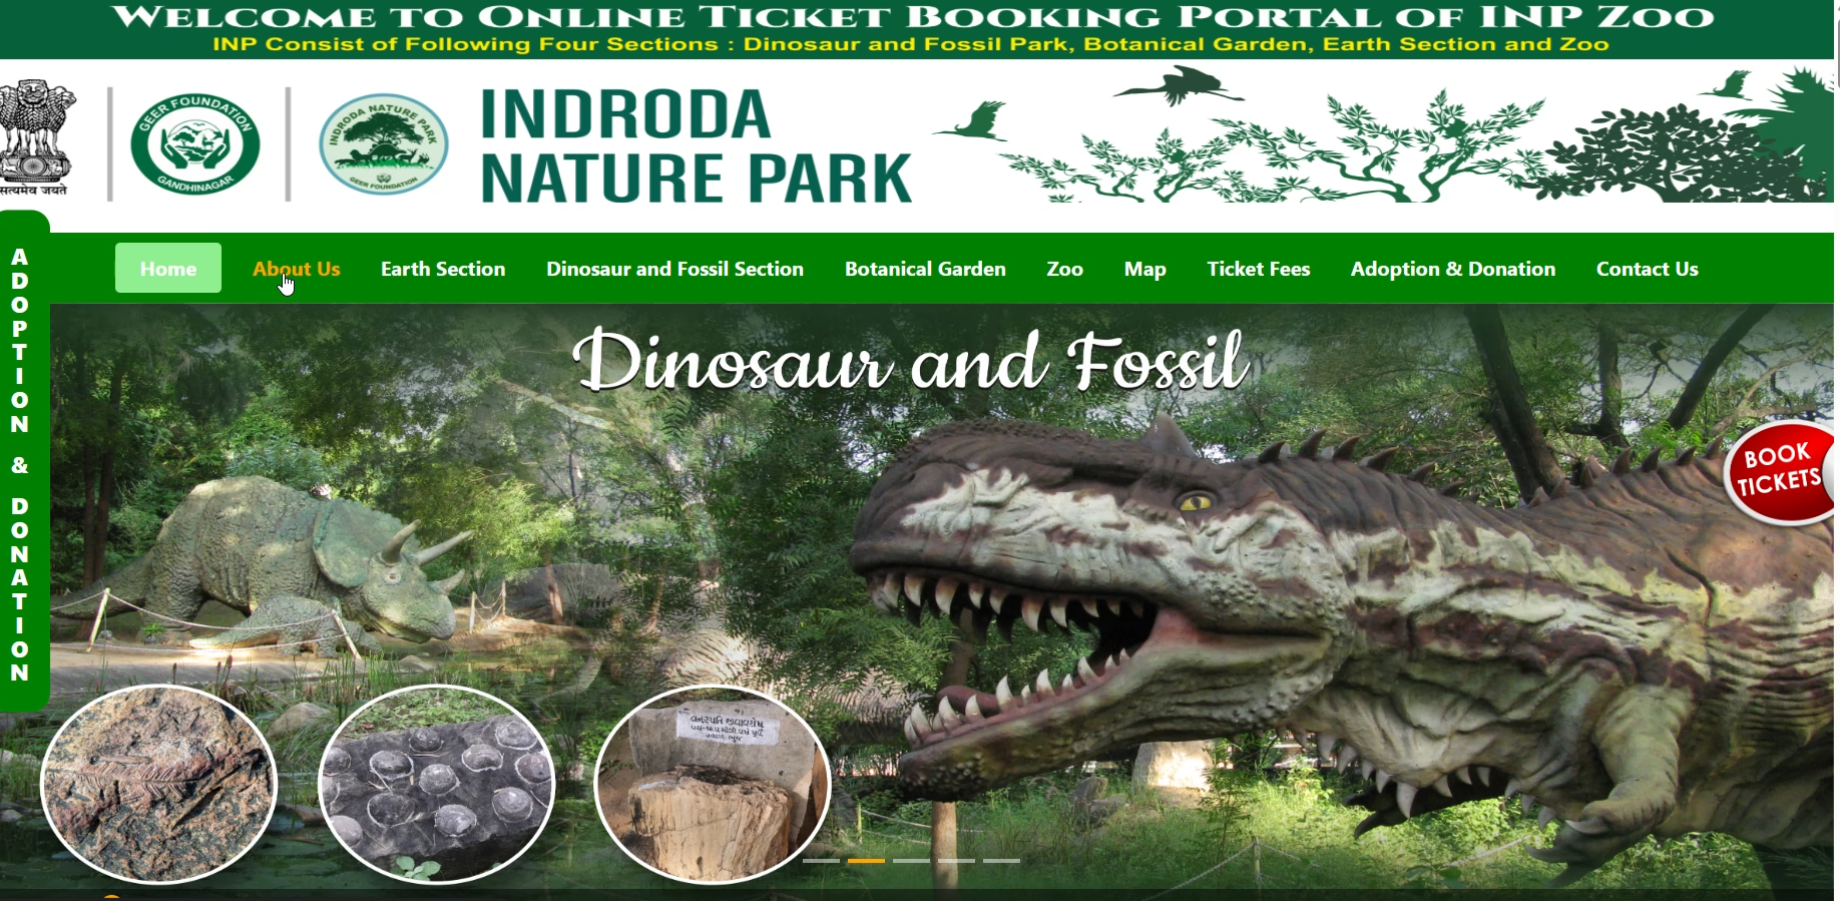 Welcome to Online Ticket Booking Portal of INP Zoo
INP Consist of Following Four Sections : Dinosaur and Fossil Park, Botanical Garden, Earth Section and Zoo
सत्यमेव जयते
GEER FOUNDATION
GANDHINAGAR
INDRODA NATURE PARK
GEER FOUNDATION
INDRODA
NATURE PARK
Home About Us Earth Section Dinosaur and Fossil Section Botanical Garden Zoo Map Ticket Fees Adoption & Donation Contact Us
ADOPTION & DONATION
Dinosaur and Fossil
BOOK
TICKETS
વનસ્પતિ જીવાવશેષ